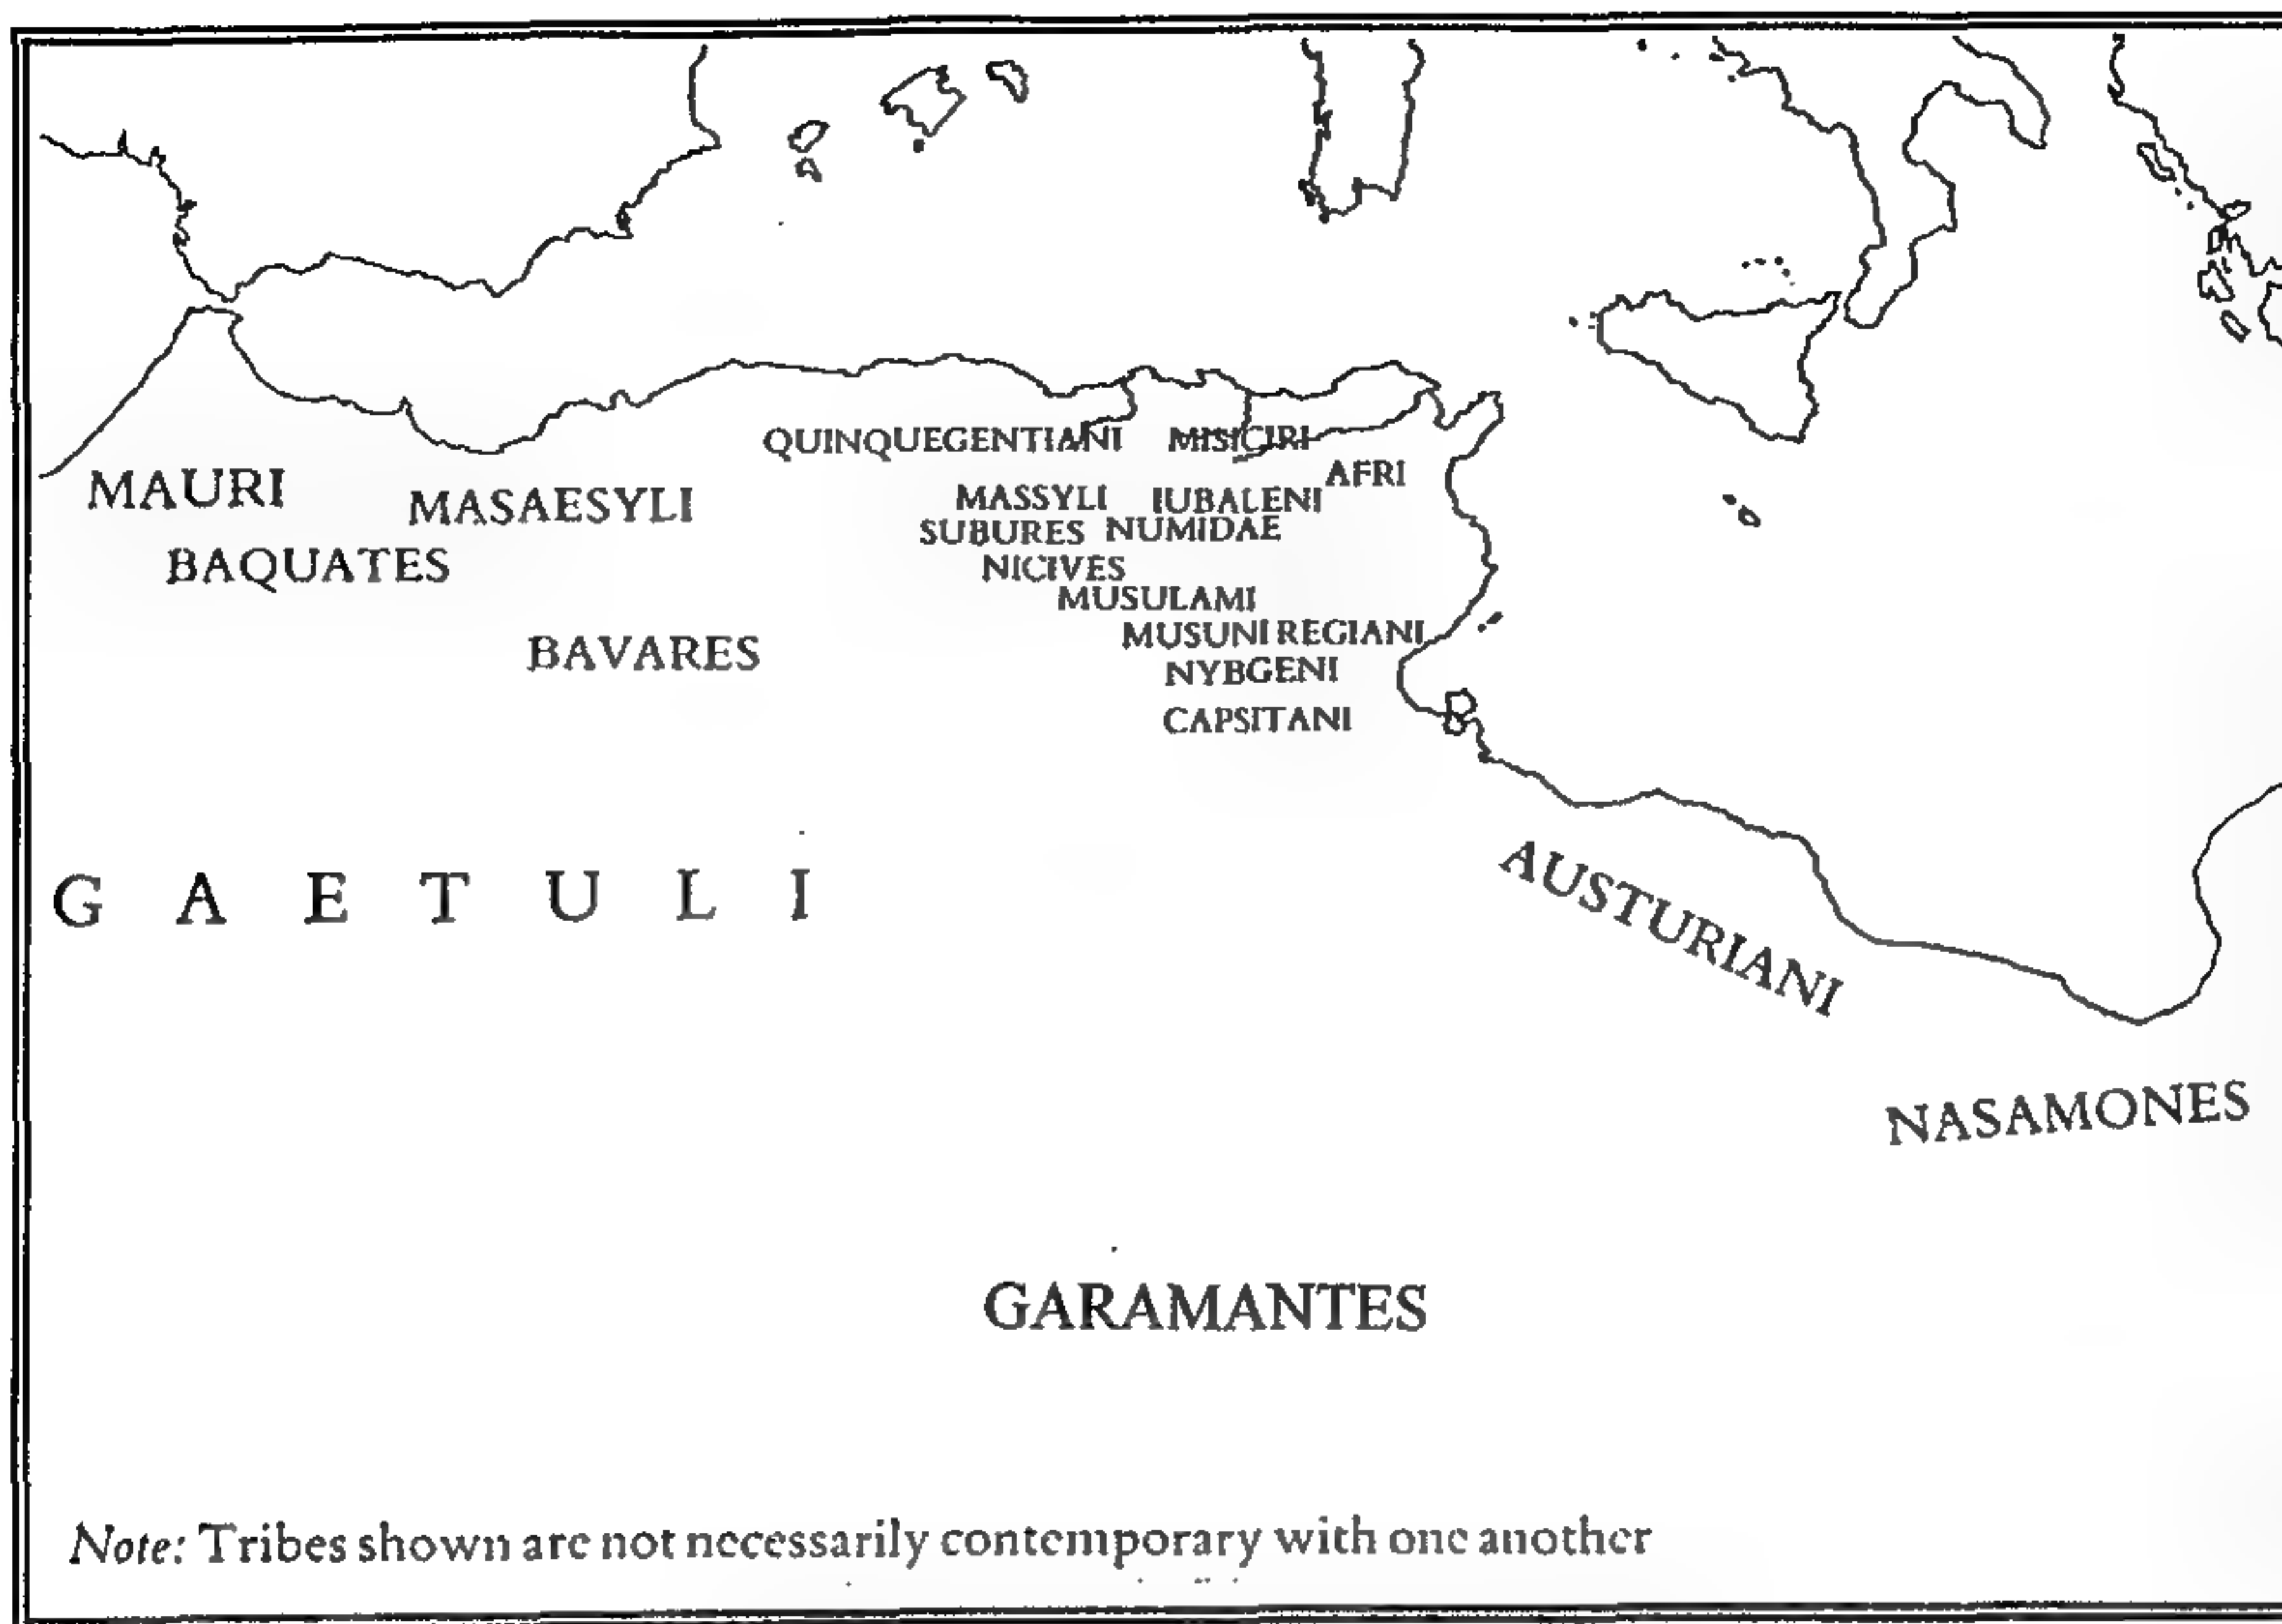 QUINQUEGENTIANI MISICIRI
AFRI
MAURI MASAESYLI MASSYLI IUBALENI
SUBURES NUMIDAE
BAQUATES NICIVES
MUSULAMI
BAVARES MUSUNI REGIANI
NYBGENI
CAPSITANI
GAETULI
AUSTURIANI
NASAMONES
GARAMANTES
Note: Tribes shown are not necessarily contemporary with one another